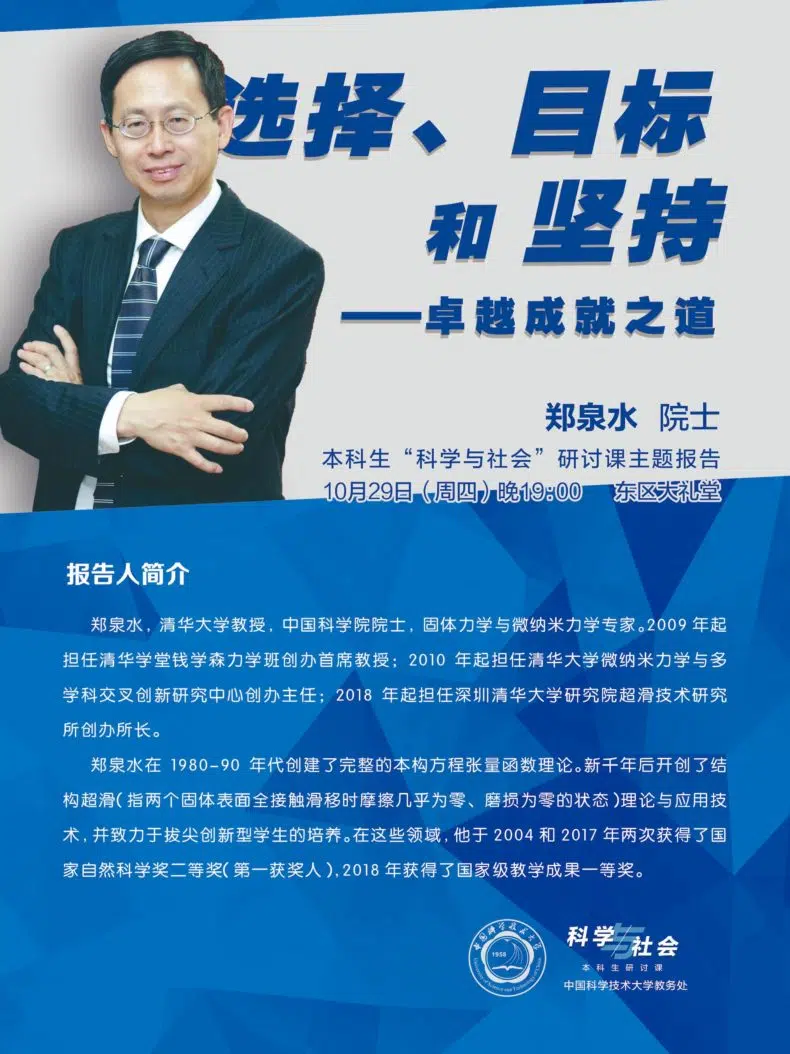 选择、目标
和 坚持
——卓越成就之道
郑泉水 院士
本科生“科学与社会”研讨课主题报告
10月29日（周四）晚19:00 东区大礼堂
报告人简介
郑泉水，清华大学教授，中国科学院院士，固体力学与微纳米力学专家。2009 年起
担任清华学堂钱学森力学班创办首席教授；2010 年起担任清华大学微纳米力学与多
学科交叉创新研究中心创办主任；2018 年起担任深圳清华大学研究院超滑技术研究
所创办所长。
郑泉水在 1980-90 年代创建了完整的本构方程张量函数理论。新千年后开创了结
构超滑（指两个固体表面全接触滑移时摩擦几乎为零、磨损为零的状态）理论与应用技
术，并致力于拔尖创新型学生的培养。在这些领域，他于 2004 和 2017 年两次获得了国
家自然科学奖二等奖（第一获奖人），2018 年获得了国家级教学成果一等奖。
中国科学技术大学
1958
University of Science and Technology of China
科学与社会
本科生研讨课
中国科学技术大学教务处